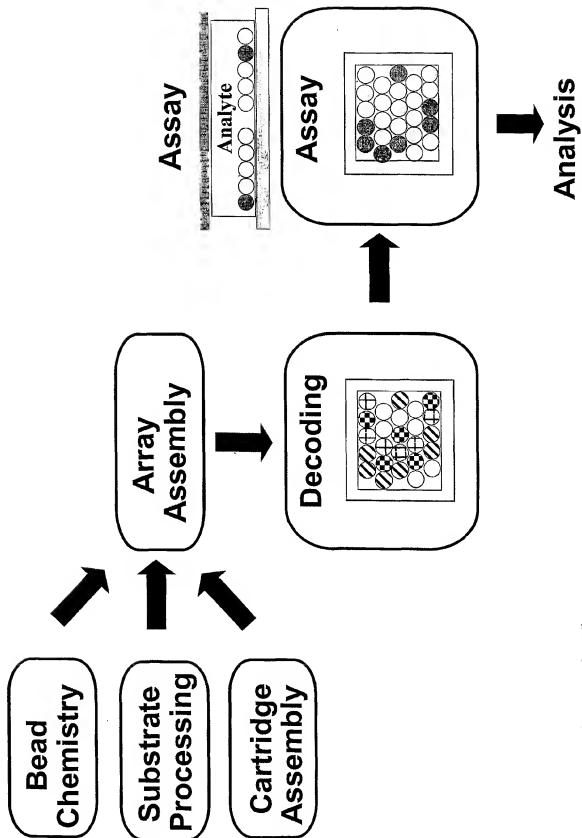 Bead
Chemistry
Substrate
Processing
Cartridge
Assembly
Array
Assembly
Decoding
Assay
Analyte
Assay
Analysis